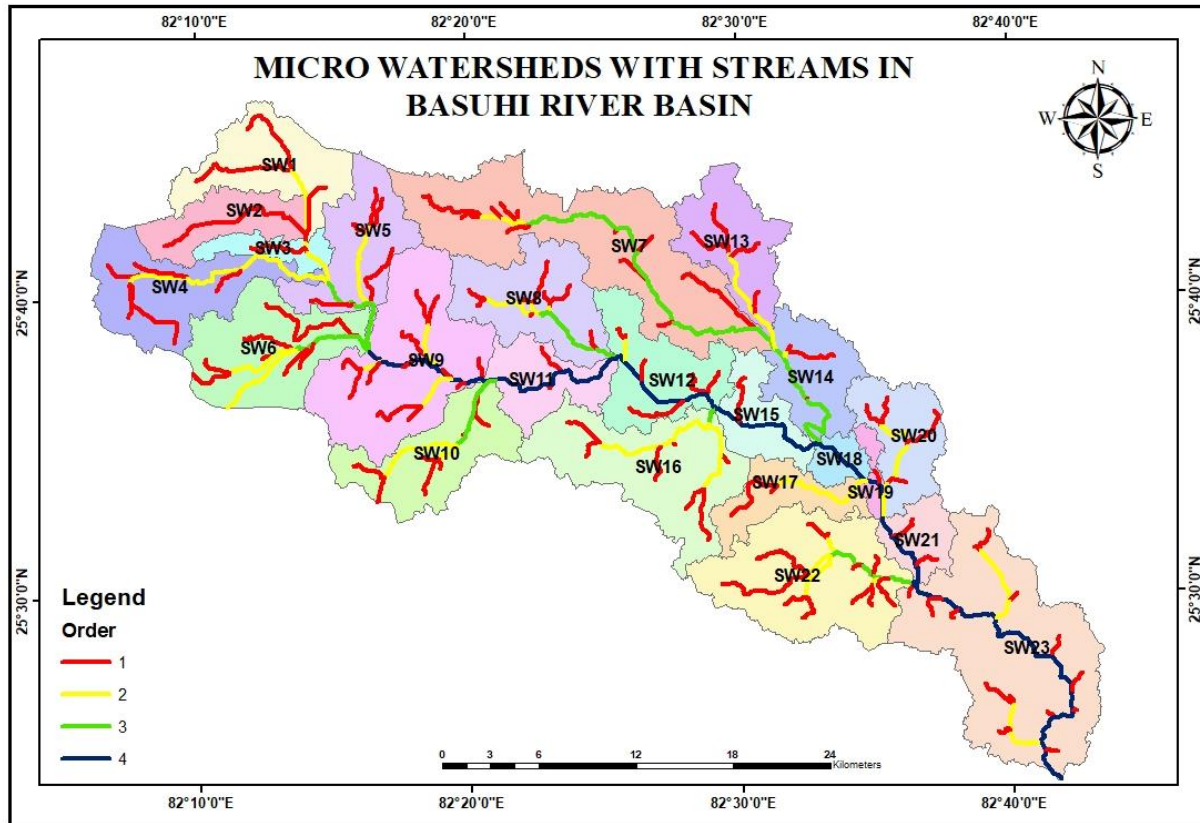 82°10'0"E 82°20'0"E 82°30'0"E 82°40'0"E
MICRO WATERSHEDS WITH STREAMS IN
BASUHI RIVER BASIN
N
W E
S
SW1
SW2
SW3
SW4
SW5
SW6
SW7
SW8
SW9
SW10
SW11
SW12
SW13
SW14
SW15
SW16
SW17
SW18
SW19
SW20
SW21
SW22
SW23
25°40'0"N 25°40'0"N
25°30'0"N 25°30'0"N
Legend
Order
1
2
3
4
0 3 6 12 18 24
Kilometers
82°10'0"E 82°20'0"E 82°30'0"E 82°40'0"E